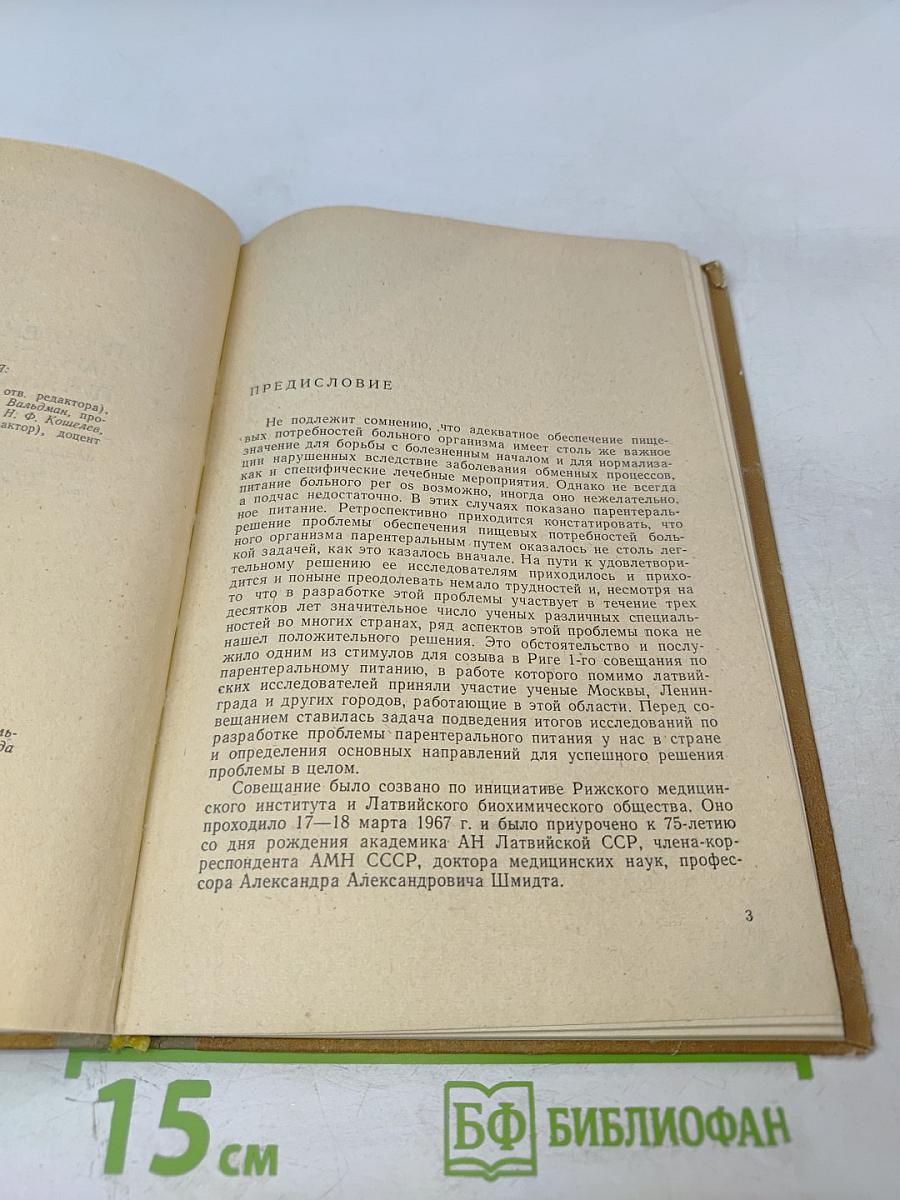 я:
отв. редактора),
Вальдман, про-
Н. Ф. Кошелев,
актор), доцент
ль-
да
ПРЕДИСЛОВИЕ
Не подлежит сомнению, что адекватное обеспечение пище-
вых потребностей больного организма имеет столь же важное
значение для борьбы с болезненным началом и для нормализа-
ции нарушенных вследствие заболевания обменных процессов,
как и специфические лечебные мероприятия. Однако не всегда
питание больного per os возможно, иногда оно нежелательно,
а подчас недостаточно. В этих случаях показано парентераль-
ное питание. Ретроспективно приходится констатировать, что
решение проблемы обеспечения пищевых потребностей боль-
ного организма парентеральным путем оказалось не столь лег-
кой задачей, как это казалось вначале. На пути к удовлетвори-
тельному решению ее исследователям приходилось и прихо-
дится и поныне преодолевать немало трудностей и, несмотря на
то что в разработке этой проблемы участвует в течение трех
десятков лет значительное число ученых различных специаль-
ностей во многих странах, ряд аспектов этой проблемы пока не
нашел положительного решения. Это обстоятельство и послу-
жило одним из стимулов для созыва в Риге 1-го совещания по
парентеральному питанию, в работе которого помимо латвий-
ских исследователей приняли участие ученые Москвы, Ленин-
града и других городов, работающие в этой области. Перед со-
вещанием ставилась задача подведения итогов исследований по
разработке проблемы парентерального питания у нас в стране
и определения основных направлений для успешного решения
проблемы в целом.
Совещание было созвано по инициативе Рижского медицин-
ского института и Латвийского биохимического общества. Оно
проходило 17—18 марта 1967 г. и было приурочено к 75-летию
со дня рождения академика АН Латвийской ССР, члена-кор-
респондента АМН СССР, доктора медицинских наук, профес-
сора Александра Александровича Шмидта.
3
15 см
БФ БИБЛИОФАН